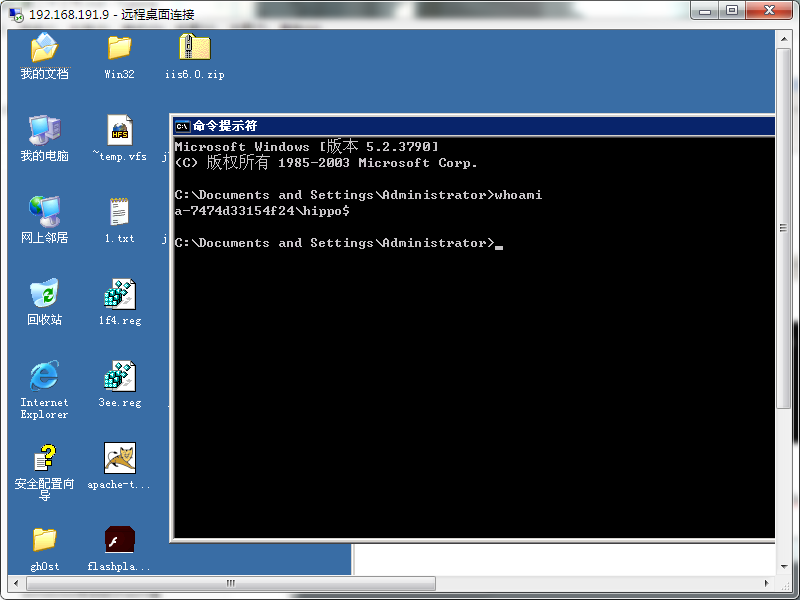 192.168.191.9 - 远程桌面连接
我的文档
Win32
iis6.0.zip
我的电脑
~temp.vfs
网上邻居
1.txt
回收站
1f4.reg
Internet
Explorer
3ee.reg
安全配置向
导
apache-t...
gh0st
flashpla...
HFS
j
j
命令提示符
Microsoft Windows [版本 5.2.3790]
(C) 版权所有 1985-2003 Microsoft Corp.
C:\Documents and Settings\Administrator>whoami
a-7474d33154f24\hippo$
C:\Documents and Settings\Administrator>